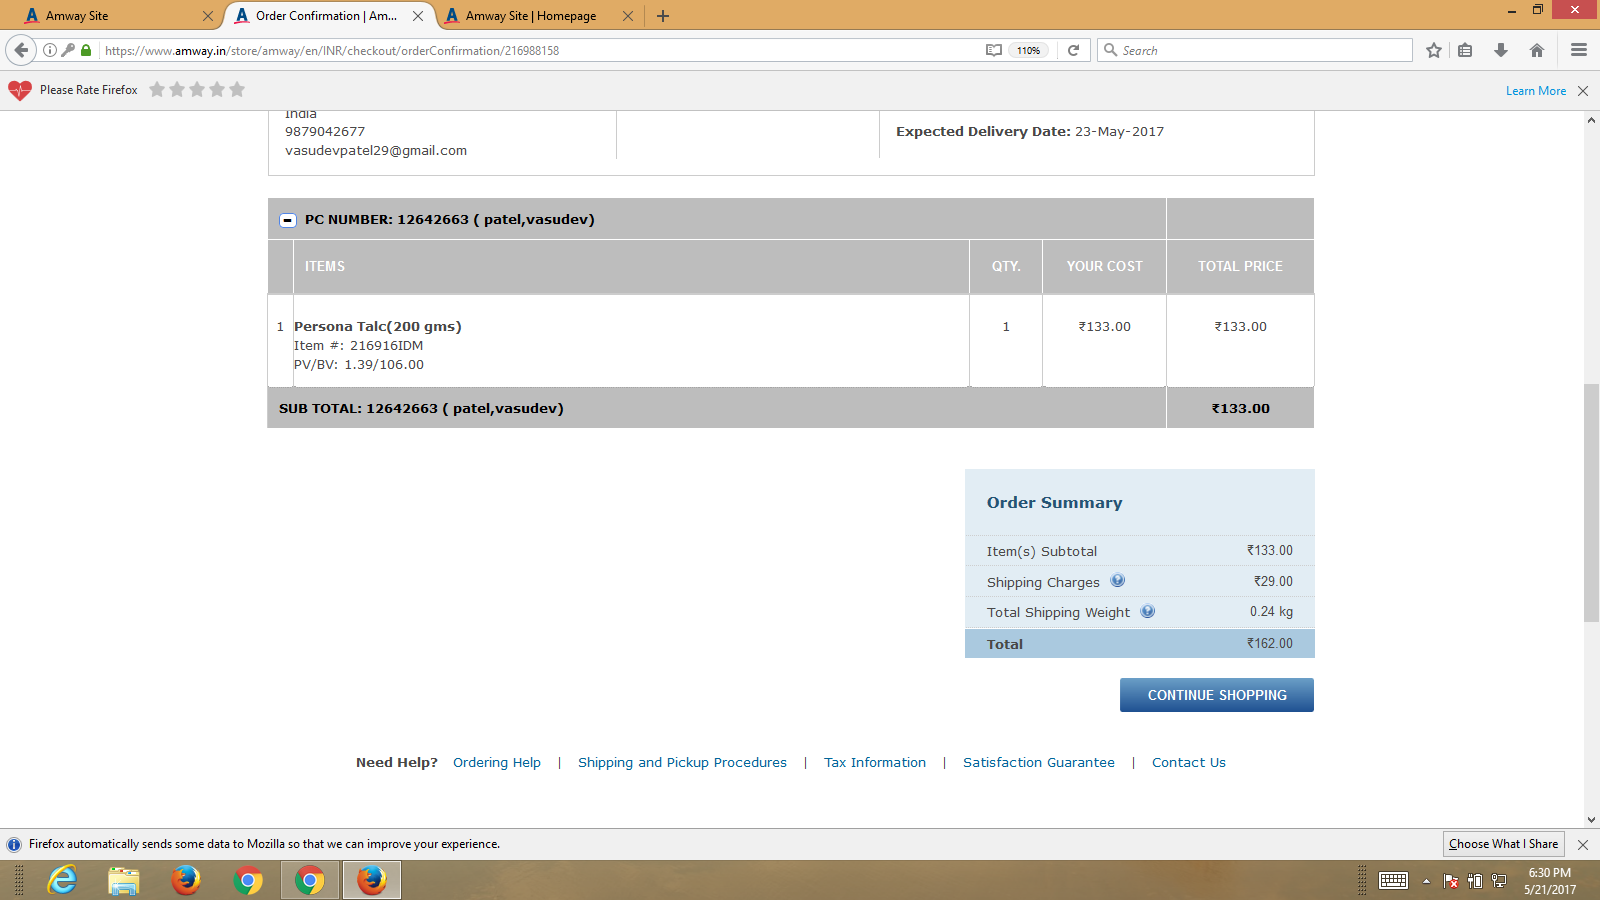 Amway Site
Order Confirmation | Am...
Amway Site | Homepage
https://www.amway.in/store/amway/en/INR/checkout/orderConfirmation/216988158
110%
Search
Please Rate Firefox
Learn More
India
9879042677
vasudevpatel29@gmail.com
Expected Delivery Date: 23-May-2017
PC NUMBER: 12642663 ( patel,vasudev)
ITEMS QTY. YOUR COST TOTAL PRICE
1 Persona Talc(200 gms) 1 ₹133.00 ₹133.00
Item #: 216916IDM
PV/BV: 1.39/106.00
SUB TOTAL: 12642663 ( patel,vasudev) ₹133.00
Order Summary
Item(s) Subtotal ₹133.00
Shipping Charges ? ₹29.00
Total Shipping Weight ? 0.24 kg
Total ₹162.00
CONTINUE SHOPPING
Need Help? Ordering Help | Shipping and Pickup Procedures | Tax Information | Satisfaction Guarantee | Contact Us
Firefox automatically sends some data to Mozilla so that we can improve your experience.
Choose What I Share
6:30 PM
5/21/2017